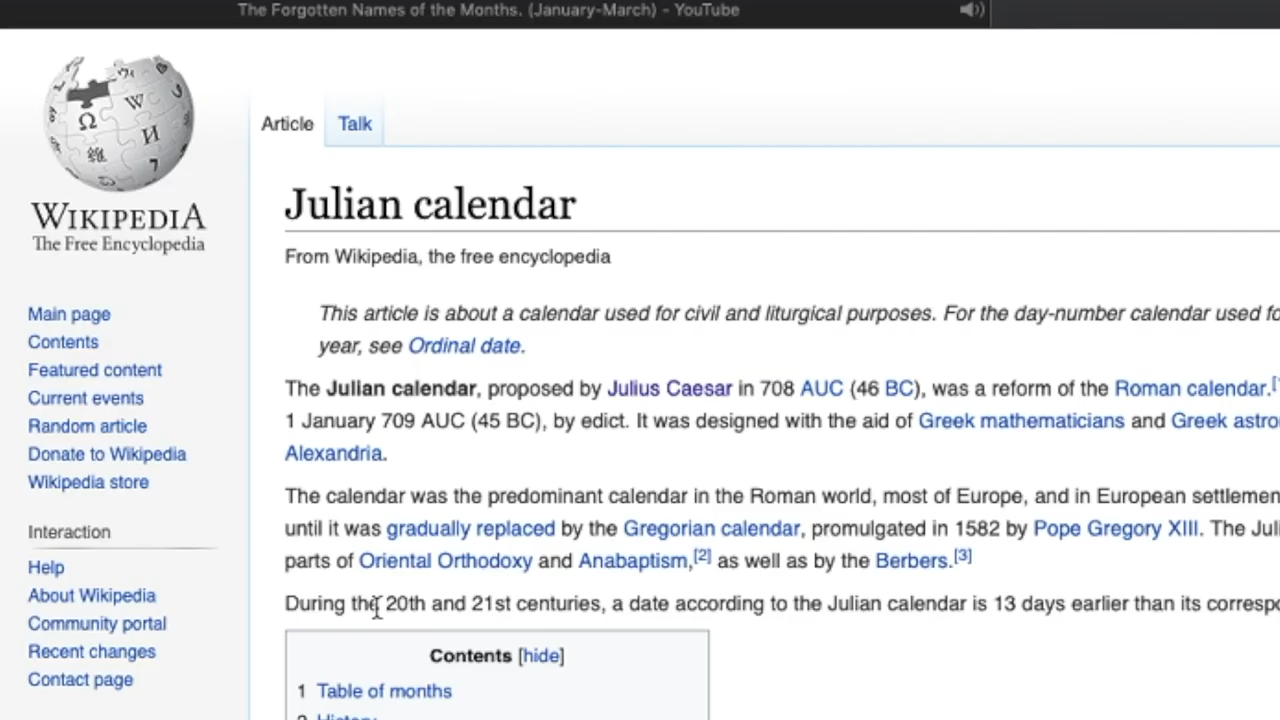 The Forgotten Names of the Months. (January-March) - YouTube
WIKIPEDIA
The Free Encyclopedia
Main page
Contents
Featured content
Current events
Random article
Donate to Wikipedia
Wikipedia store
Interaction
Help
About Wikipedia
Community portal
Recent changes
Contact page
Article Talk
Julian calendar
From Wikipedia, the free encyclopedia
This article is about a calendar used for civil and liturgical purposes. For the day-number calendar used
year, see Ordinal date.
The Julian calendar, proposed by Julius Caesar in 708 AUC (46 BC), was a reform of the Roman calendar.
1 January 709 AUC (45 BC), by edict. It was designed with the aid of Greek mathematicians and Greek
Alexandria.
The calendar was the predominant calendar in the Roman world, most of Europe, and in European
until it was gradually replaced by the Gregorian calendar, promulgated in 1582 by Pope Gregory XIII. The
parts of Oriental Orthodoxy and Anabaptism,[2] as well as by the Berbers.[3]
During the 20th and 21st centuries, a date according to the Julian calendar is 13 days earlier than its
Contents [hide]
1 Table of months